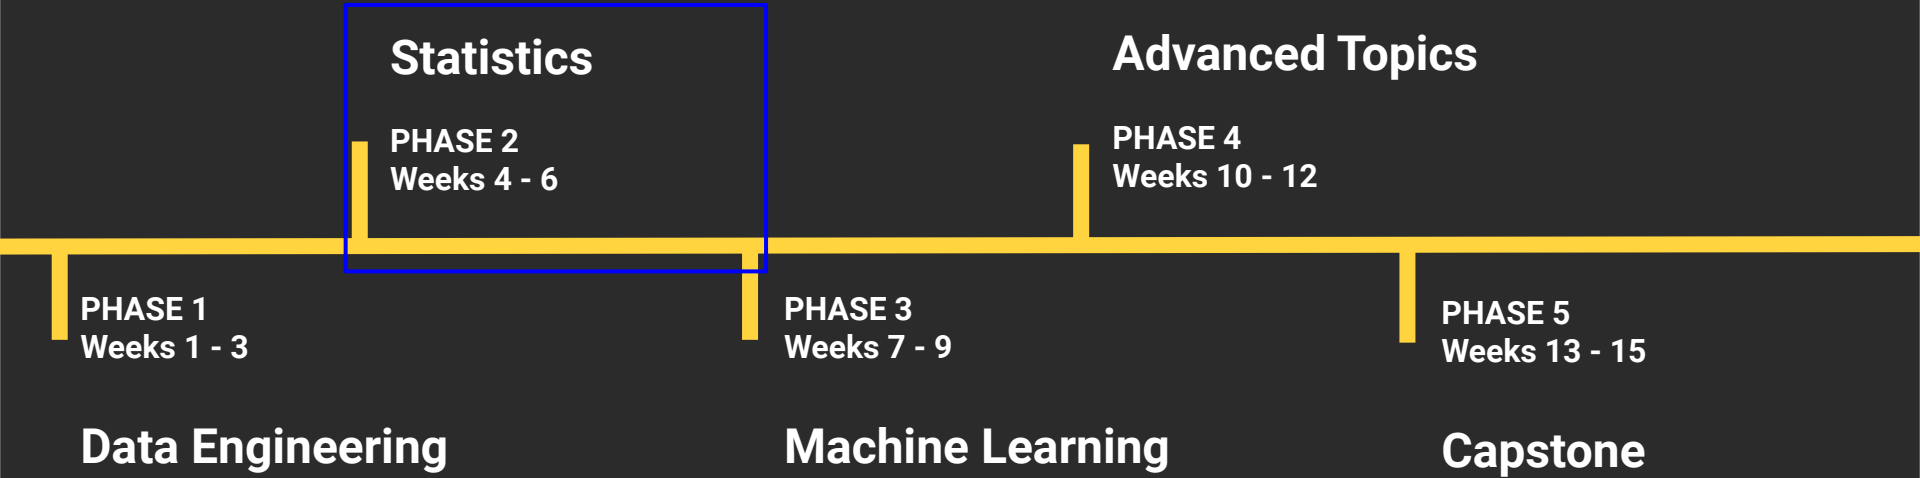 Statistics
PHASE 2
Weeks 4 - 6
Advanced Topics
PHASE 4
Weeks 10 - 12
PHASE 1
Weeks 1 - 3
Data Engineering
PHASE 3
Weeks 7 - 9
Machine Learning
PHASE 5
Weeks 13 - 15
Capstone